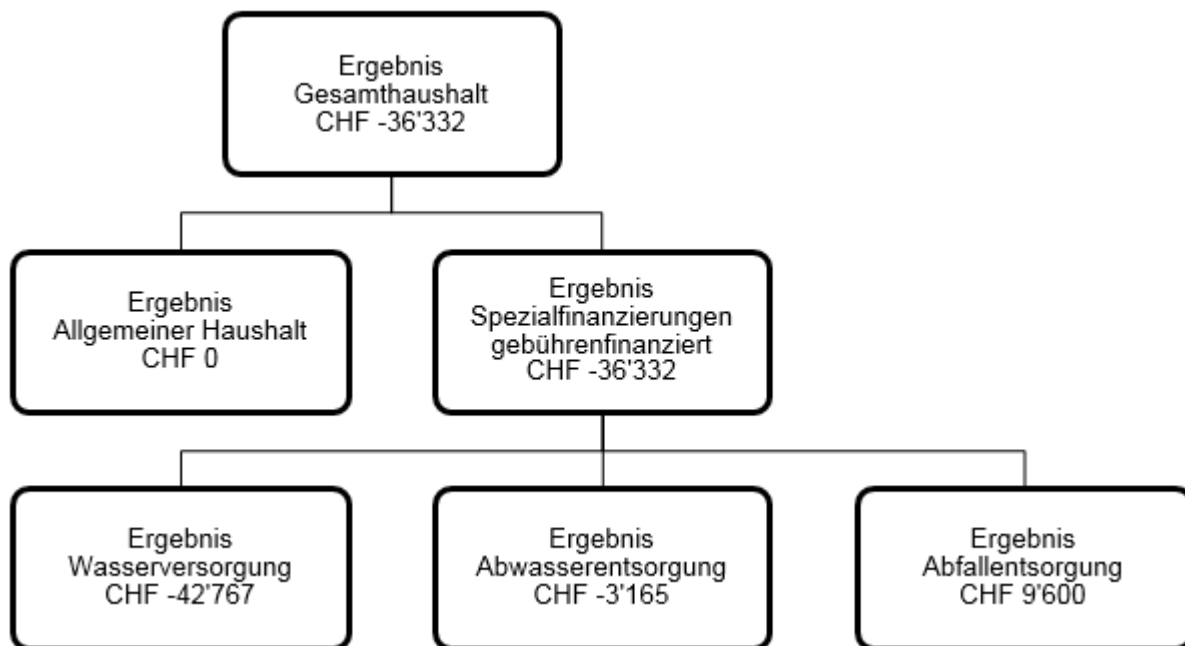 Ergebnis
Gesamthaushalt
CHF -36'332
Ergebnis
Allgemeiner Haushalt
CHF 0
Ergebnis
Spezialfinanzierungen
gebührenfinanziert
CHF -36'332
Ergebnis
Wasserversorgung
CHF -42'767
Ergebnis
Abwasserentsorgung
CHF -3'165
Ergebnis
Abfallentsorgung
CHF 9'600